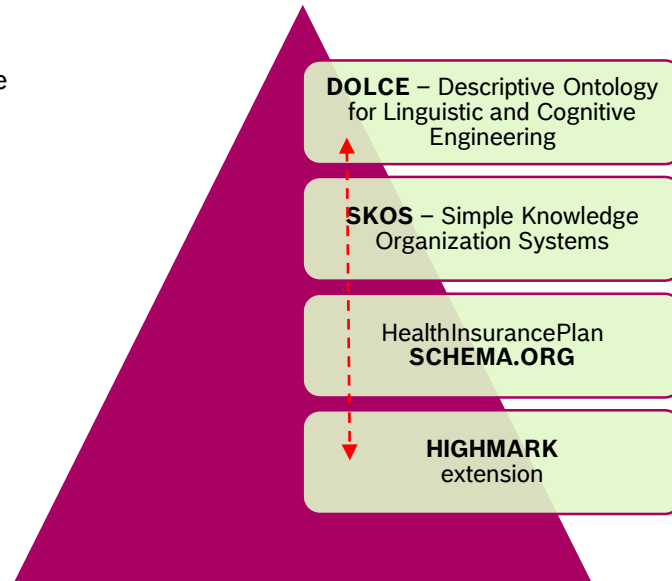 e
DOLCE – Descriptive Ontology
for Linguistic and Cognitive
Engineering
SKOS – Simple Knowledge
Organization Systems
HealthInsurancePlan
SCHEMA.ORG
HIGHMARK
extension